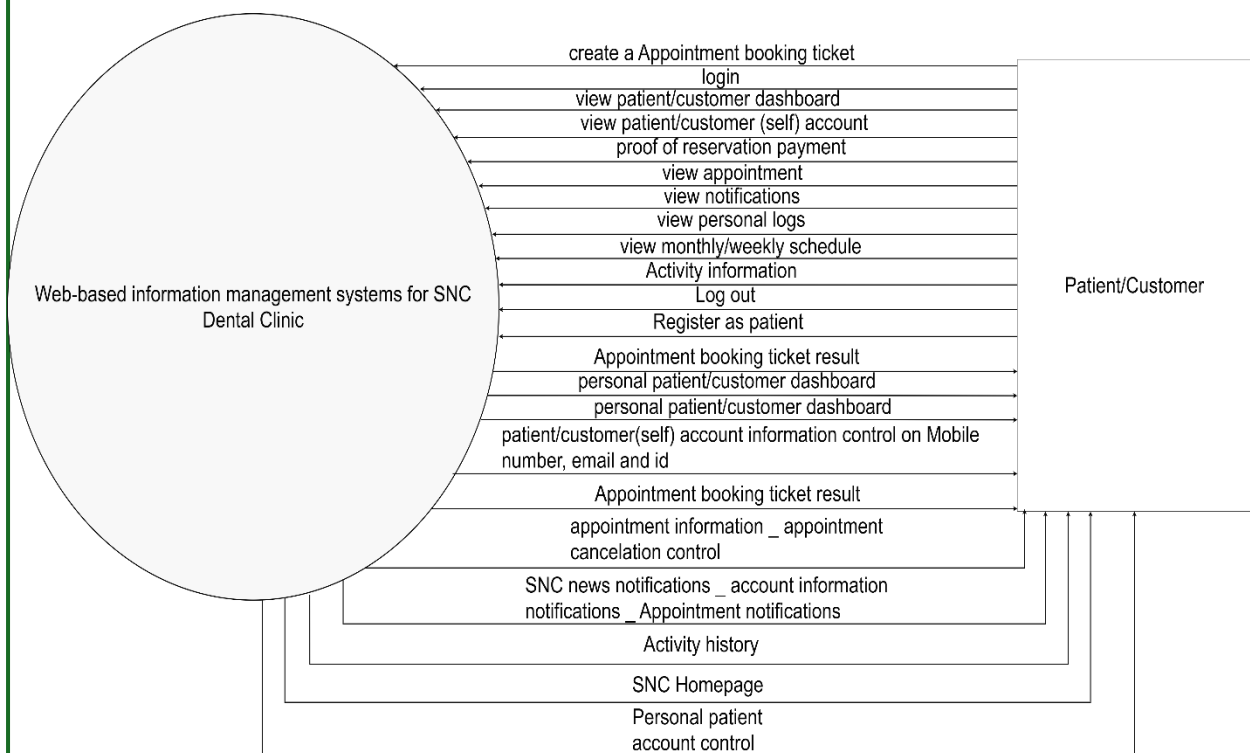 create a Appointment booking ticket
login
view patient/customer dashboard
view patient/customer (self) account
proof of reservation payment
view appointment
view notifications
view personal logs
view monthly/weekly schedule
Activity information
Log out
Register as patient
Web-based information management systems for SNC
Dental Clinic
Patient/Customer
Appointment booking ticket result
personal patient/customer dashboard
personal patient/customer dashboard
patient/customer(self) account information control on Mobile
number, email and id
Appointment booking ticket result
appointment information _ appointment
cancelation control
SNC news notifications _ account information
notifications _ Appointment notifications
Activity history
SNC Homepage
Personal patient
account control